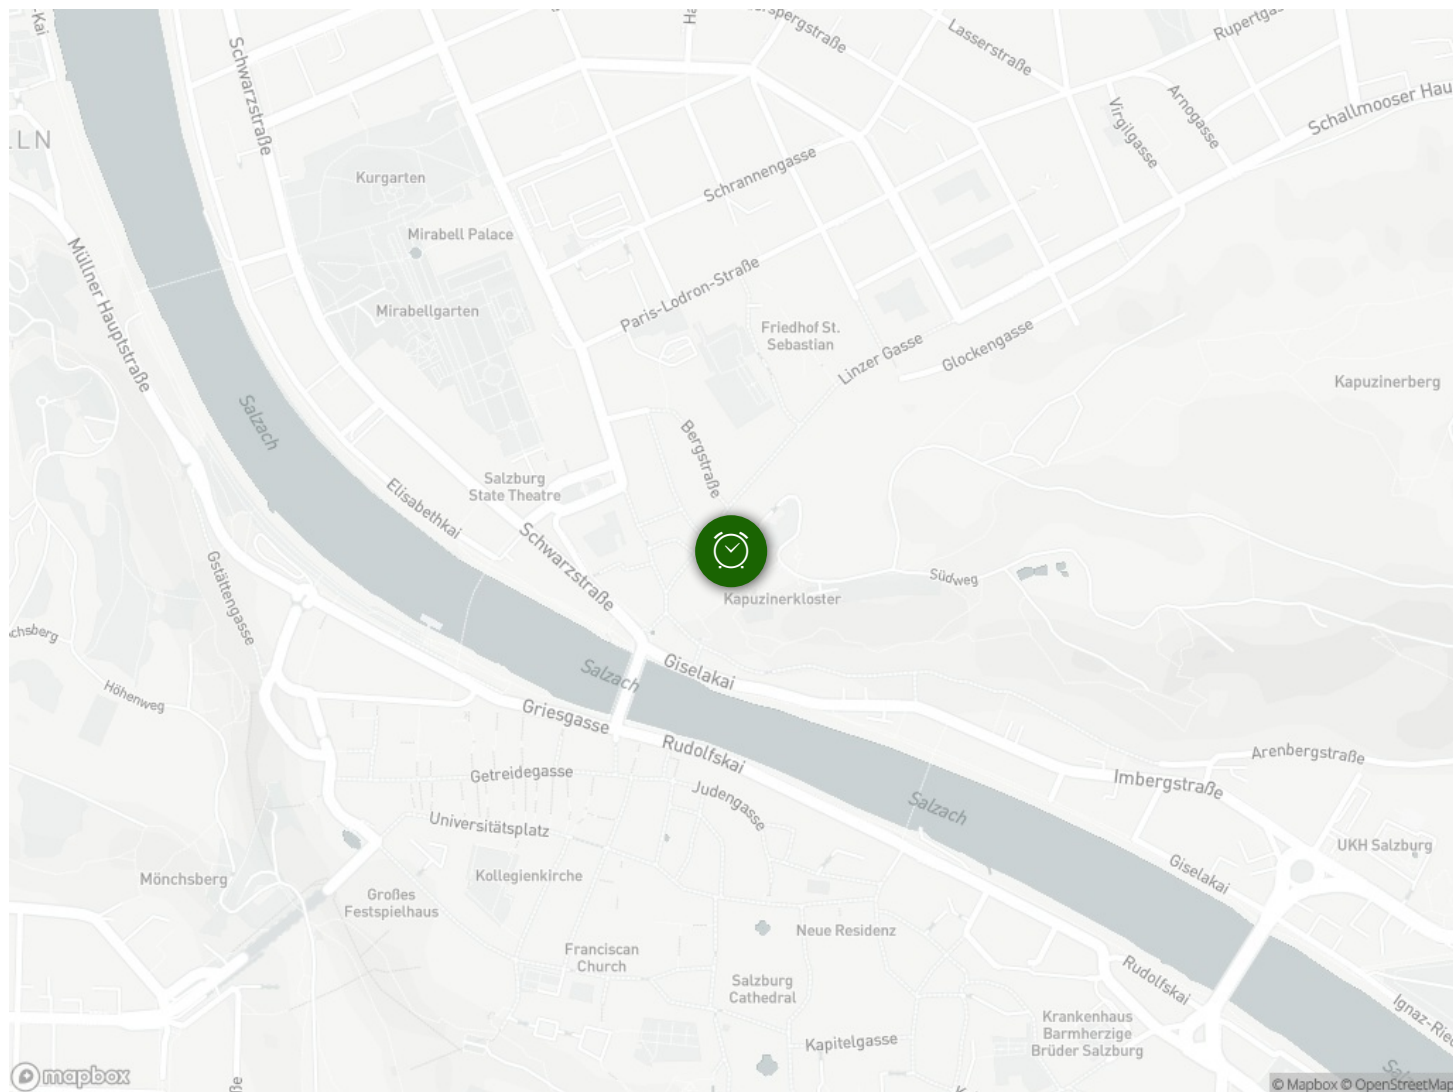 -Kai
Schwarzstraße
Lasserstraße
Schallmooser Hau
Virgilgasse
Arnogasse
LLN
Schrannengasse
Kurgarten
Mirabell Palace
Müllner Hauptstraße
Paris-Lodron-Straße
Mirabellgarten
Friedhof St.
Sebastian
Linzer Gasse
Glockengasse
Kapuzinerberg
Salzach
Bergstraße
Salzburg
State Theatre
Elisabethkai
Schwarzstraße
Gstättengasse
Südweg
Kapuzinerkloster
Höhenweg
Salzach
Giselakai
Griesgasse
Rudolfskai
Arenbergstraße
Getreidegasse
Judengasse
Imbergstraße
Salzach
Universitätsplatz
UKH Salzburg
Giselakai
Kollegienkirche
Mönchsberg
Großes
Festspielhaus
Neue Residenz
Franciscan
Church
Salzburg
Cathedral
Rudolfskai
Krankenhaus
Barmherzige
Brüder Salzburg
Kapitelgasse
mapbox
© Mapbox © OpenStreetMap